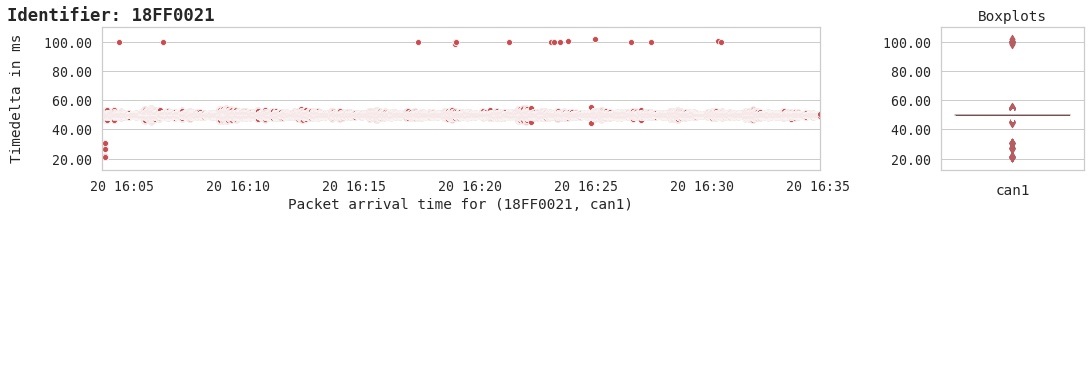 Identifier: 18FF0021
Boxplots
Timedelta in ms
100.00
80.00
60.00
40.00
20.00
100.00
80.00
60.00
40.00
20.00
20 16:05 20 16:10 20 16:15 20 16:20 20 16:25 20 16:30 20 16:35
Packet arrival time for (18FF0021, can1)
can1